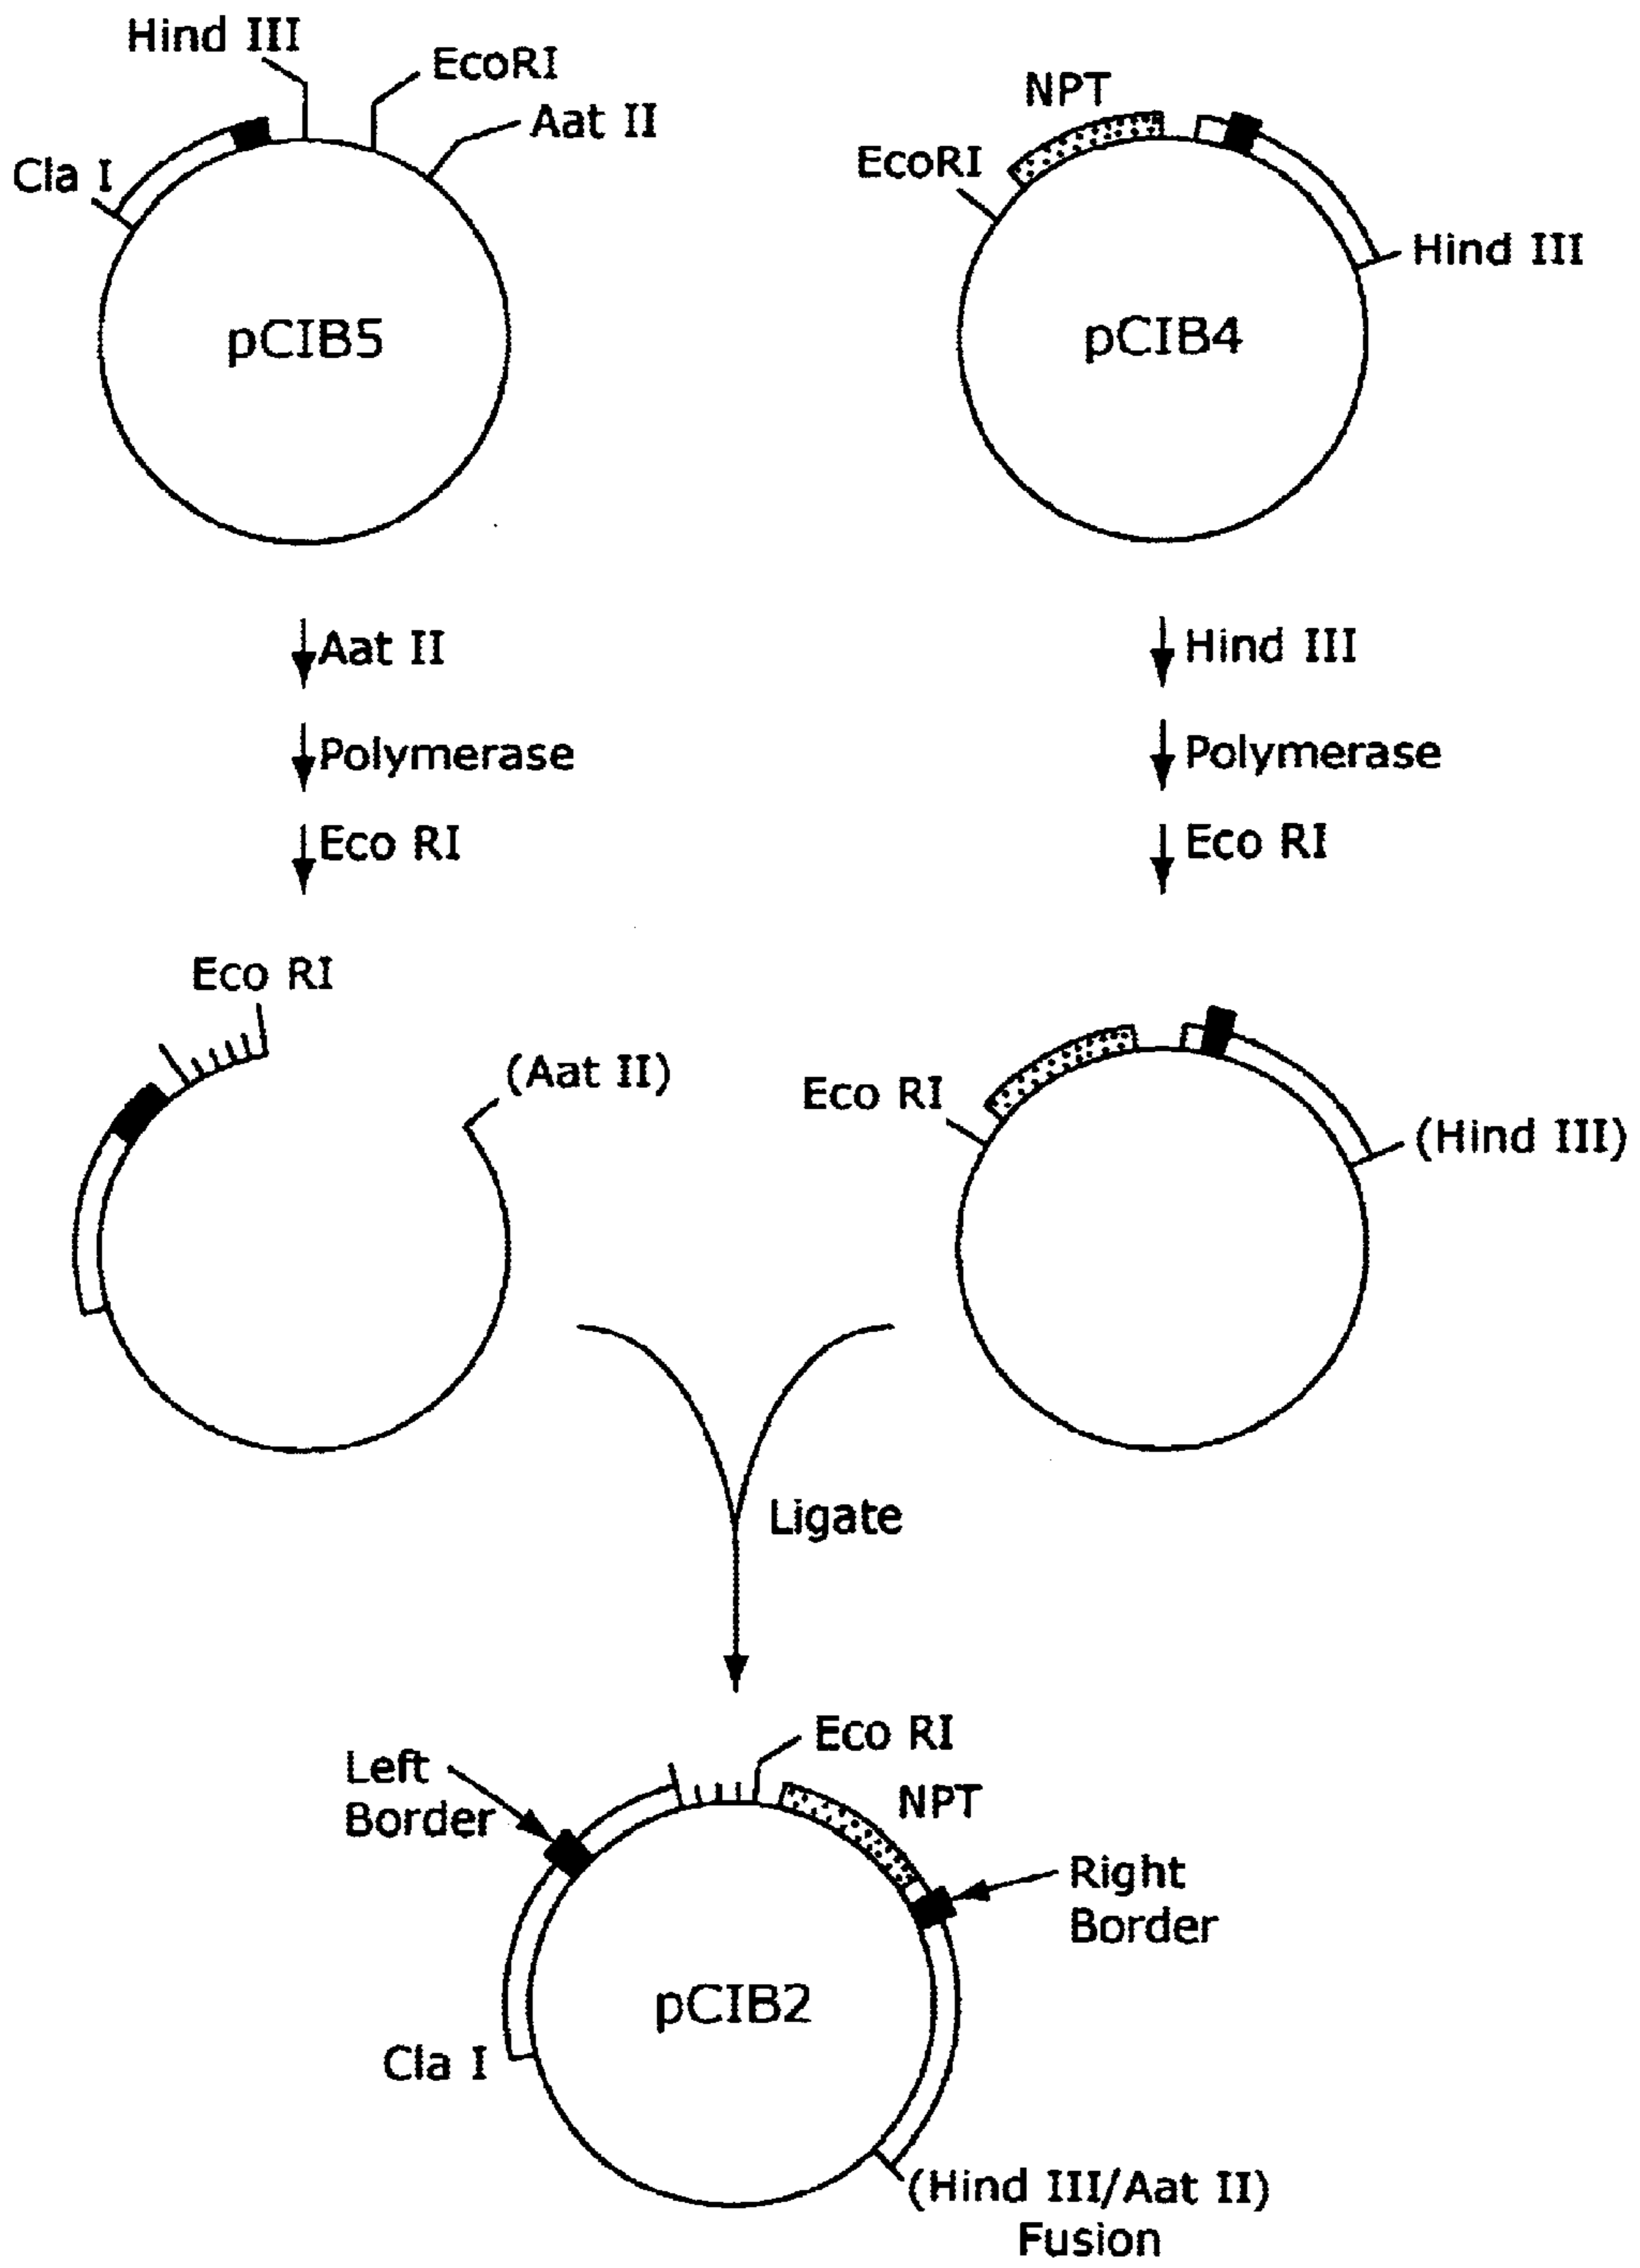 Hind III
EcoRI
Aat II
Cla I
pCIB5
NPT
EcoRI
Hind III
pCIB4
Aat II
Polymerase
Eco RI
Hind III
Polymerase
Eco RI
Eco RI
(Aat II)
Eco RI
(Hind III)
Ligate
Eco RI
Left
Border
NPT
Right
Border
pCIB2
Cla I
(Hind III/Aat II)
Fusion